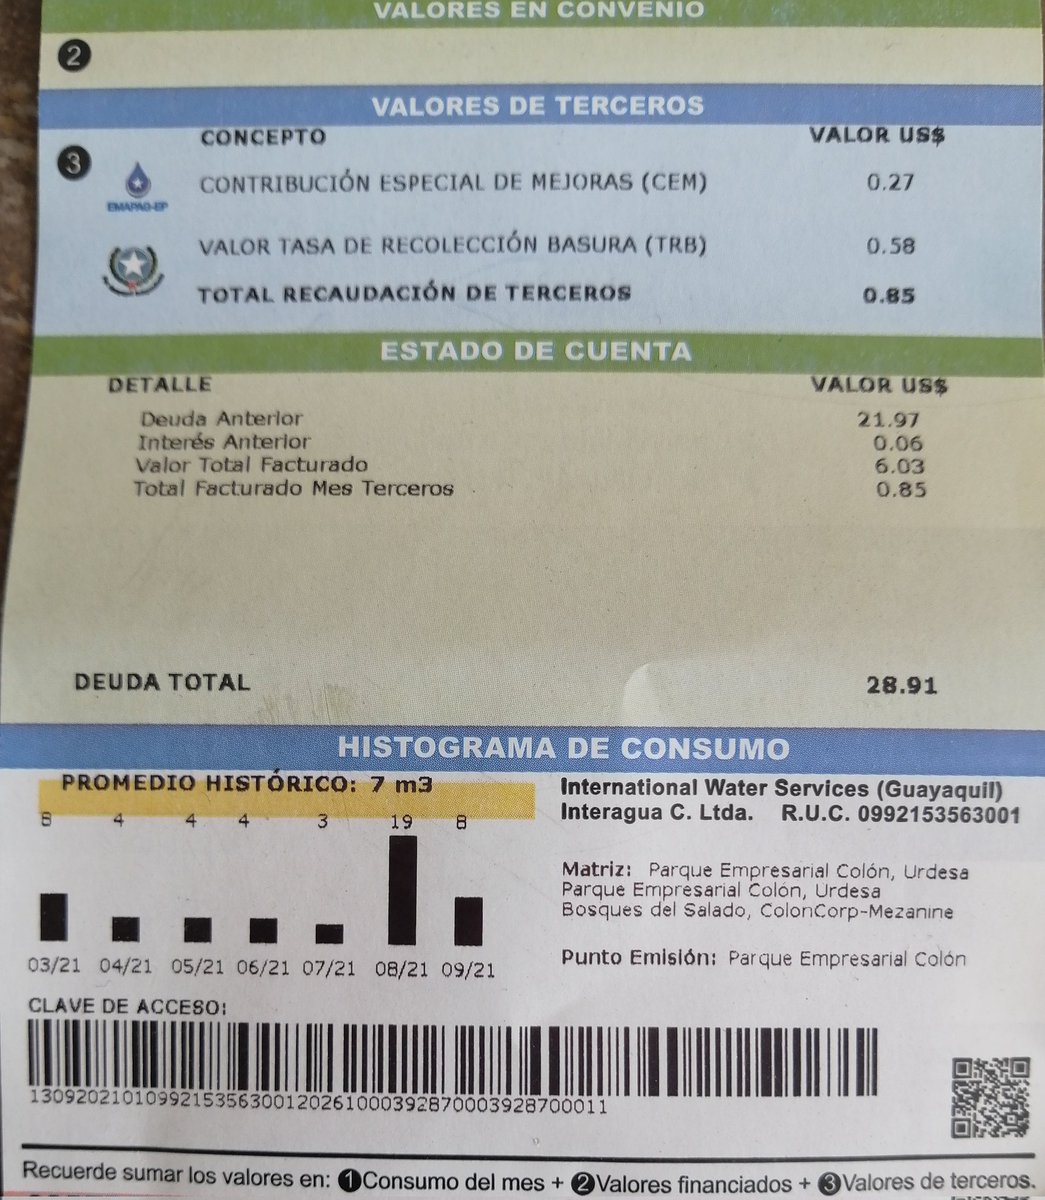 VALORES EN CONVENIO
2
VALORES DE TERCEROS
CONCEPTO VALOR US$
3
EMAPAG-EP
CONTRIBUCIÓN ESPECIAL DE MEJORAS (CEM) 0.27
VALOR TASA DE RECOLECCIÓN BASURA (TRB) 0.58
TOTAL RECAUDACIÓN DE TERCEROS 0.85
ESTADO DE CUENTA
DETALLE VALOR US$
Deuda Anterior 21.97
Interés Anterior 0.06
Valor Total Facturado 6.03
Total Facturado Mes Terceros 0.85
DEUDA TOTAL 28.91
HISTOGRAMA DE CONSUMO
PROMEDIO HISTÓRICO: 7 m3
8 4 4 4 3 19 8
03/21 04/21 05/21 06/21 07/21 08/21 09/21
International Water Services (Guayaquil)
Interagua C. Ltda. R.U.C. 0992153563001
Matriz: Parque Empresarial Colón, Urdesa
Parque Empresarial Colón, Urdesa
Bosques del Salado, ColonCorp-Mezanine
Punto Emisión: Parque Empresarial Colón
CLAVE DE ACCESO:
1309202101099215356300120261000392870003928700011
Recuerde sumar los valores en: 1 Consumo del mes + 2 Valores financiados + 3 Valores de terceros.